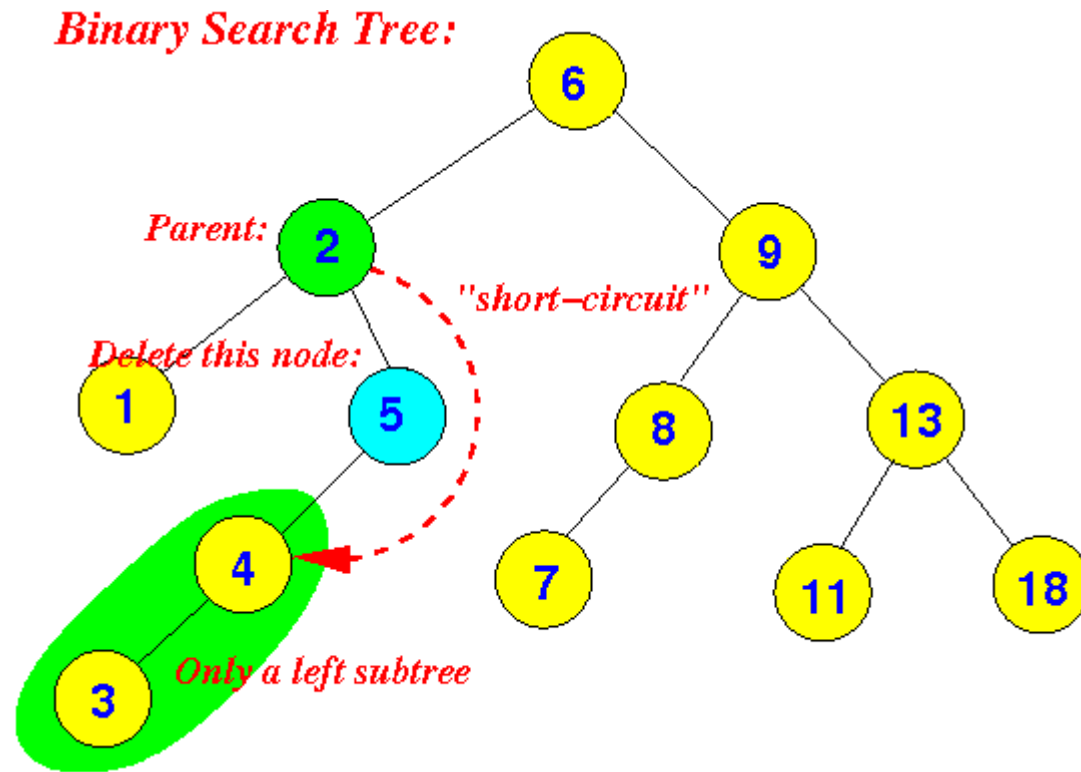 Binary Search Tree:
6
Parent:
2
9
"short-circuit"
Delete this node:
1
5
8
13
4
7
11
18
Only a left subtree
3